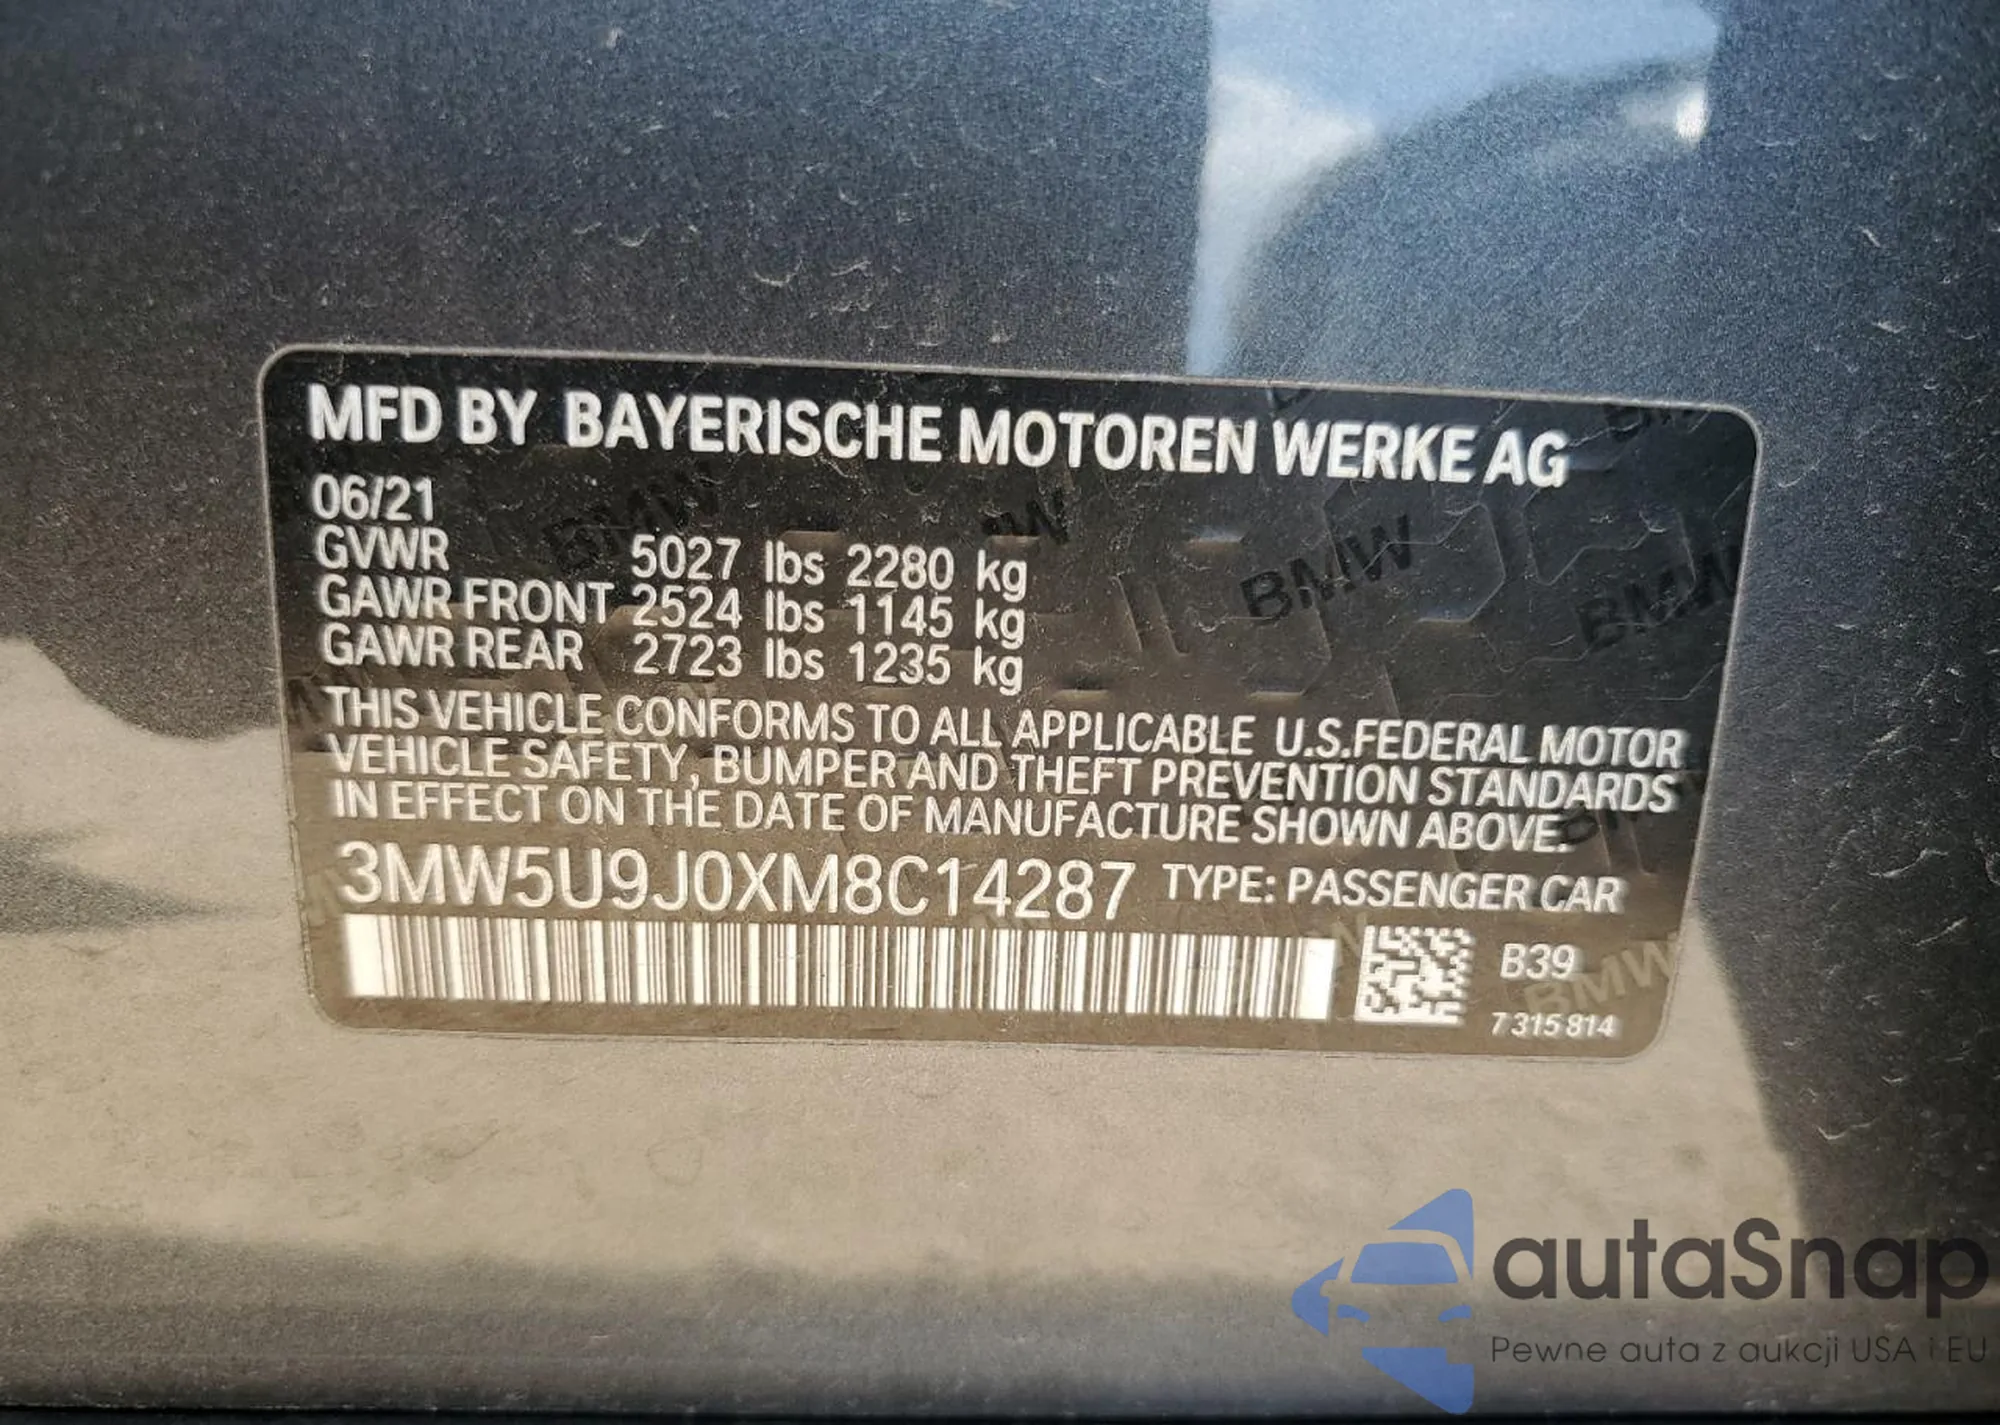 MFD BY BAYERISCHE MOTOREN WERKE AG
06/21
GVWR 5027 lbs 2280 kg
GAWR FRONT 2524 lbs 1145 kg
GAWR REAR 2723 lbs 1235 kg
THIS VEHICLE CONFORMS TO ALL APPLICABLE U.S.FEDERAL MOTOR
VEHICLE SAFETY, BUMPER AND THEFT PREVENTION STANDARDS
IN EFFECT ON THE DATE OF MANUFACTURE SHOWN ABOVE.
3MW5U9J0XM8C14287 TYPE: PASSENGER CAR
B39
7 315 814
autaSnap
Pewne auta z aukcji USA i EU